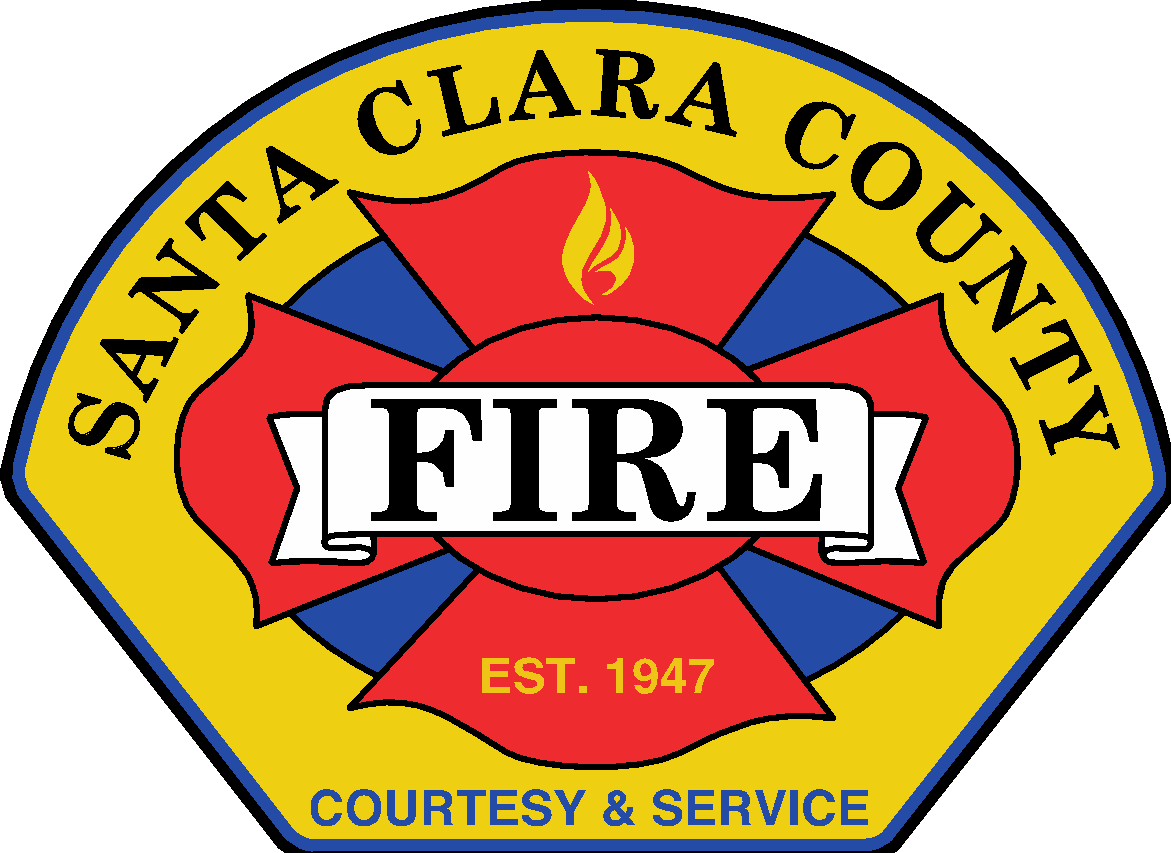 SANTA CLARA COUNTY
FIRE
EST. 1947
COURTESY & SERVICE